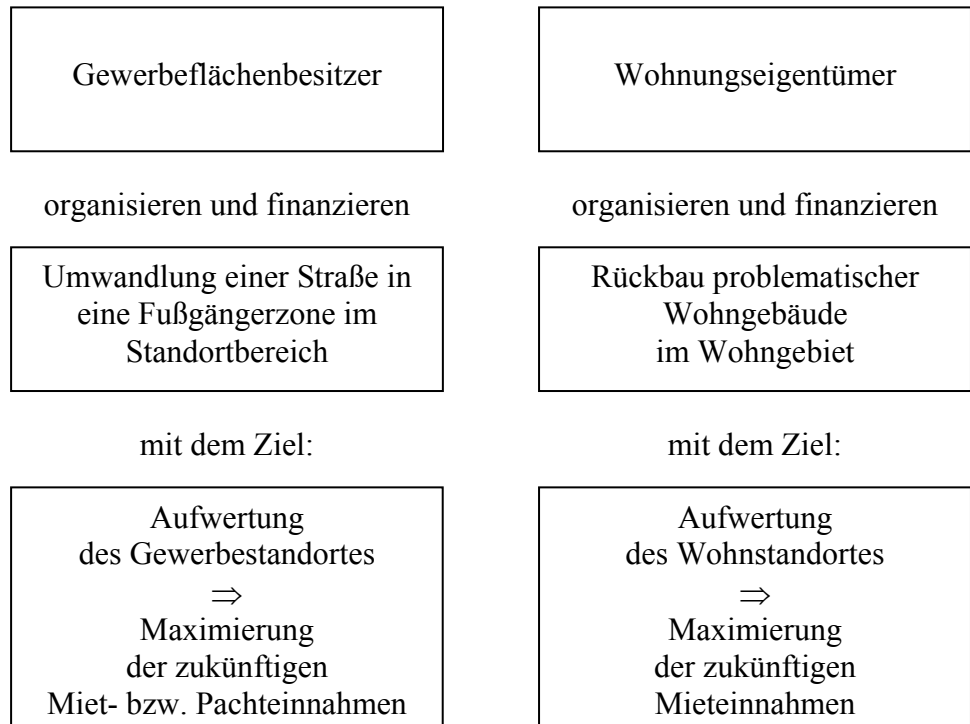 Gewerbeflächenbesitzer
organisieren und finanzieren
Umwandlung einer Straße in
eine Fußgängerzone im
Standortbereich
mit dem Ziel:
Aufwertung
des Gewerbestandortes
⇒
Maximierung
der zukünftigen
Miet- bzw. Pachteinnahmen
Wohnungseigentümer
organisieren und finanzieren
Rückbau problematischer
Wohngebäude
im Wohngebiet
mit dem Ziel:
Aufwertung
des Wohnstandortes
⇒
Maximierung
der zukünftigen
Mieteinnahmen